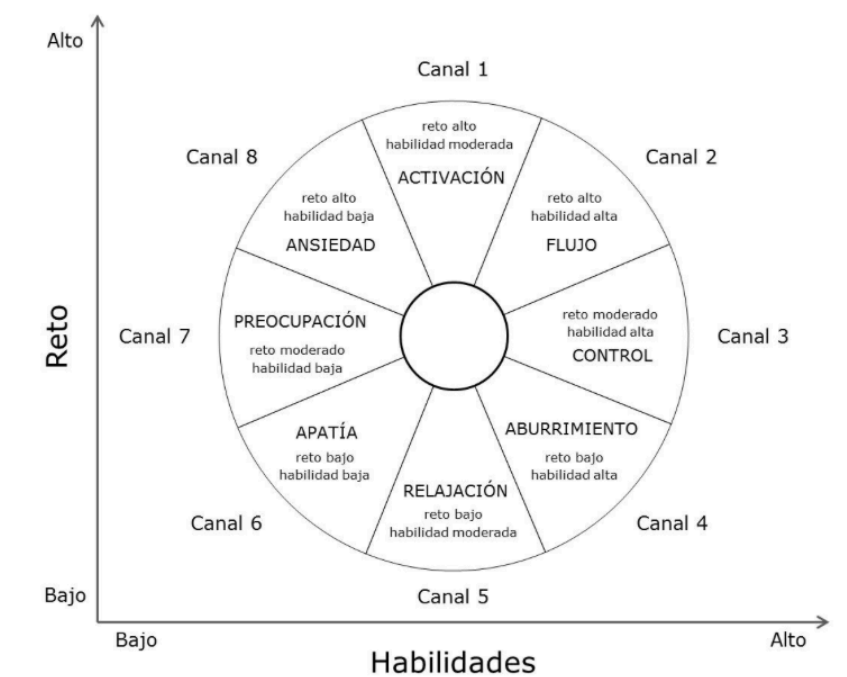 Alto
Canal 1
reto alto
habilidad moderada
ACTIVACIÓN
Canal 8
Canal 2
reto alto
habilidad baja
ANSIEDAD
reto alto
habilidad alta
FLUJO
Reto
Canal 7
PREOCUPACIÓN
reto moderado
habilidad baja
reto moderado
habilidad alta
CONTROL
Canal 3
APATÍA
reto bajo
habilidad baja
ABURRIMIENTO
reto bajo
habilidad alta
RELAJACIÓN
reto bajo
habilidad moderada
Canal 6
Canal 4
Canal 5
Bajo
Bajo
Alto
Habilidades